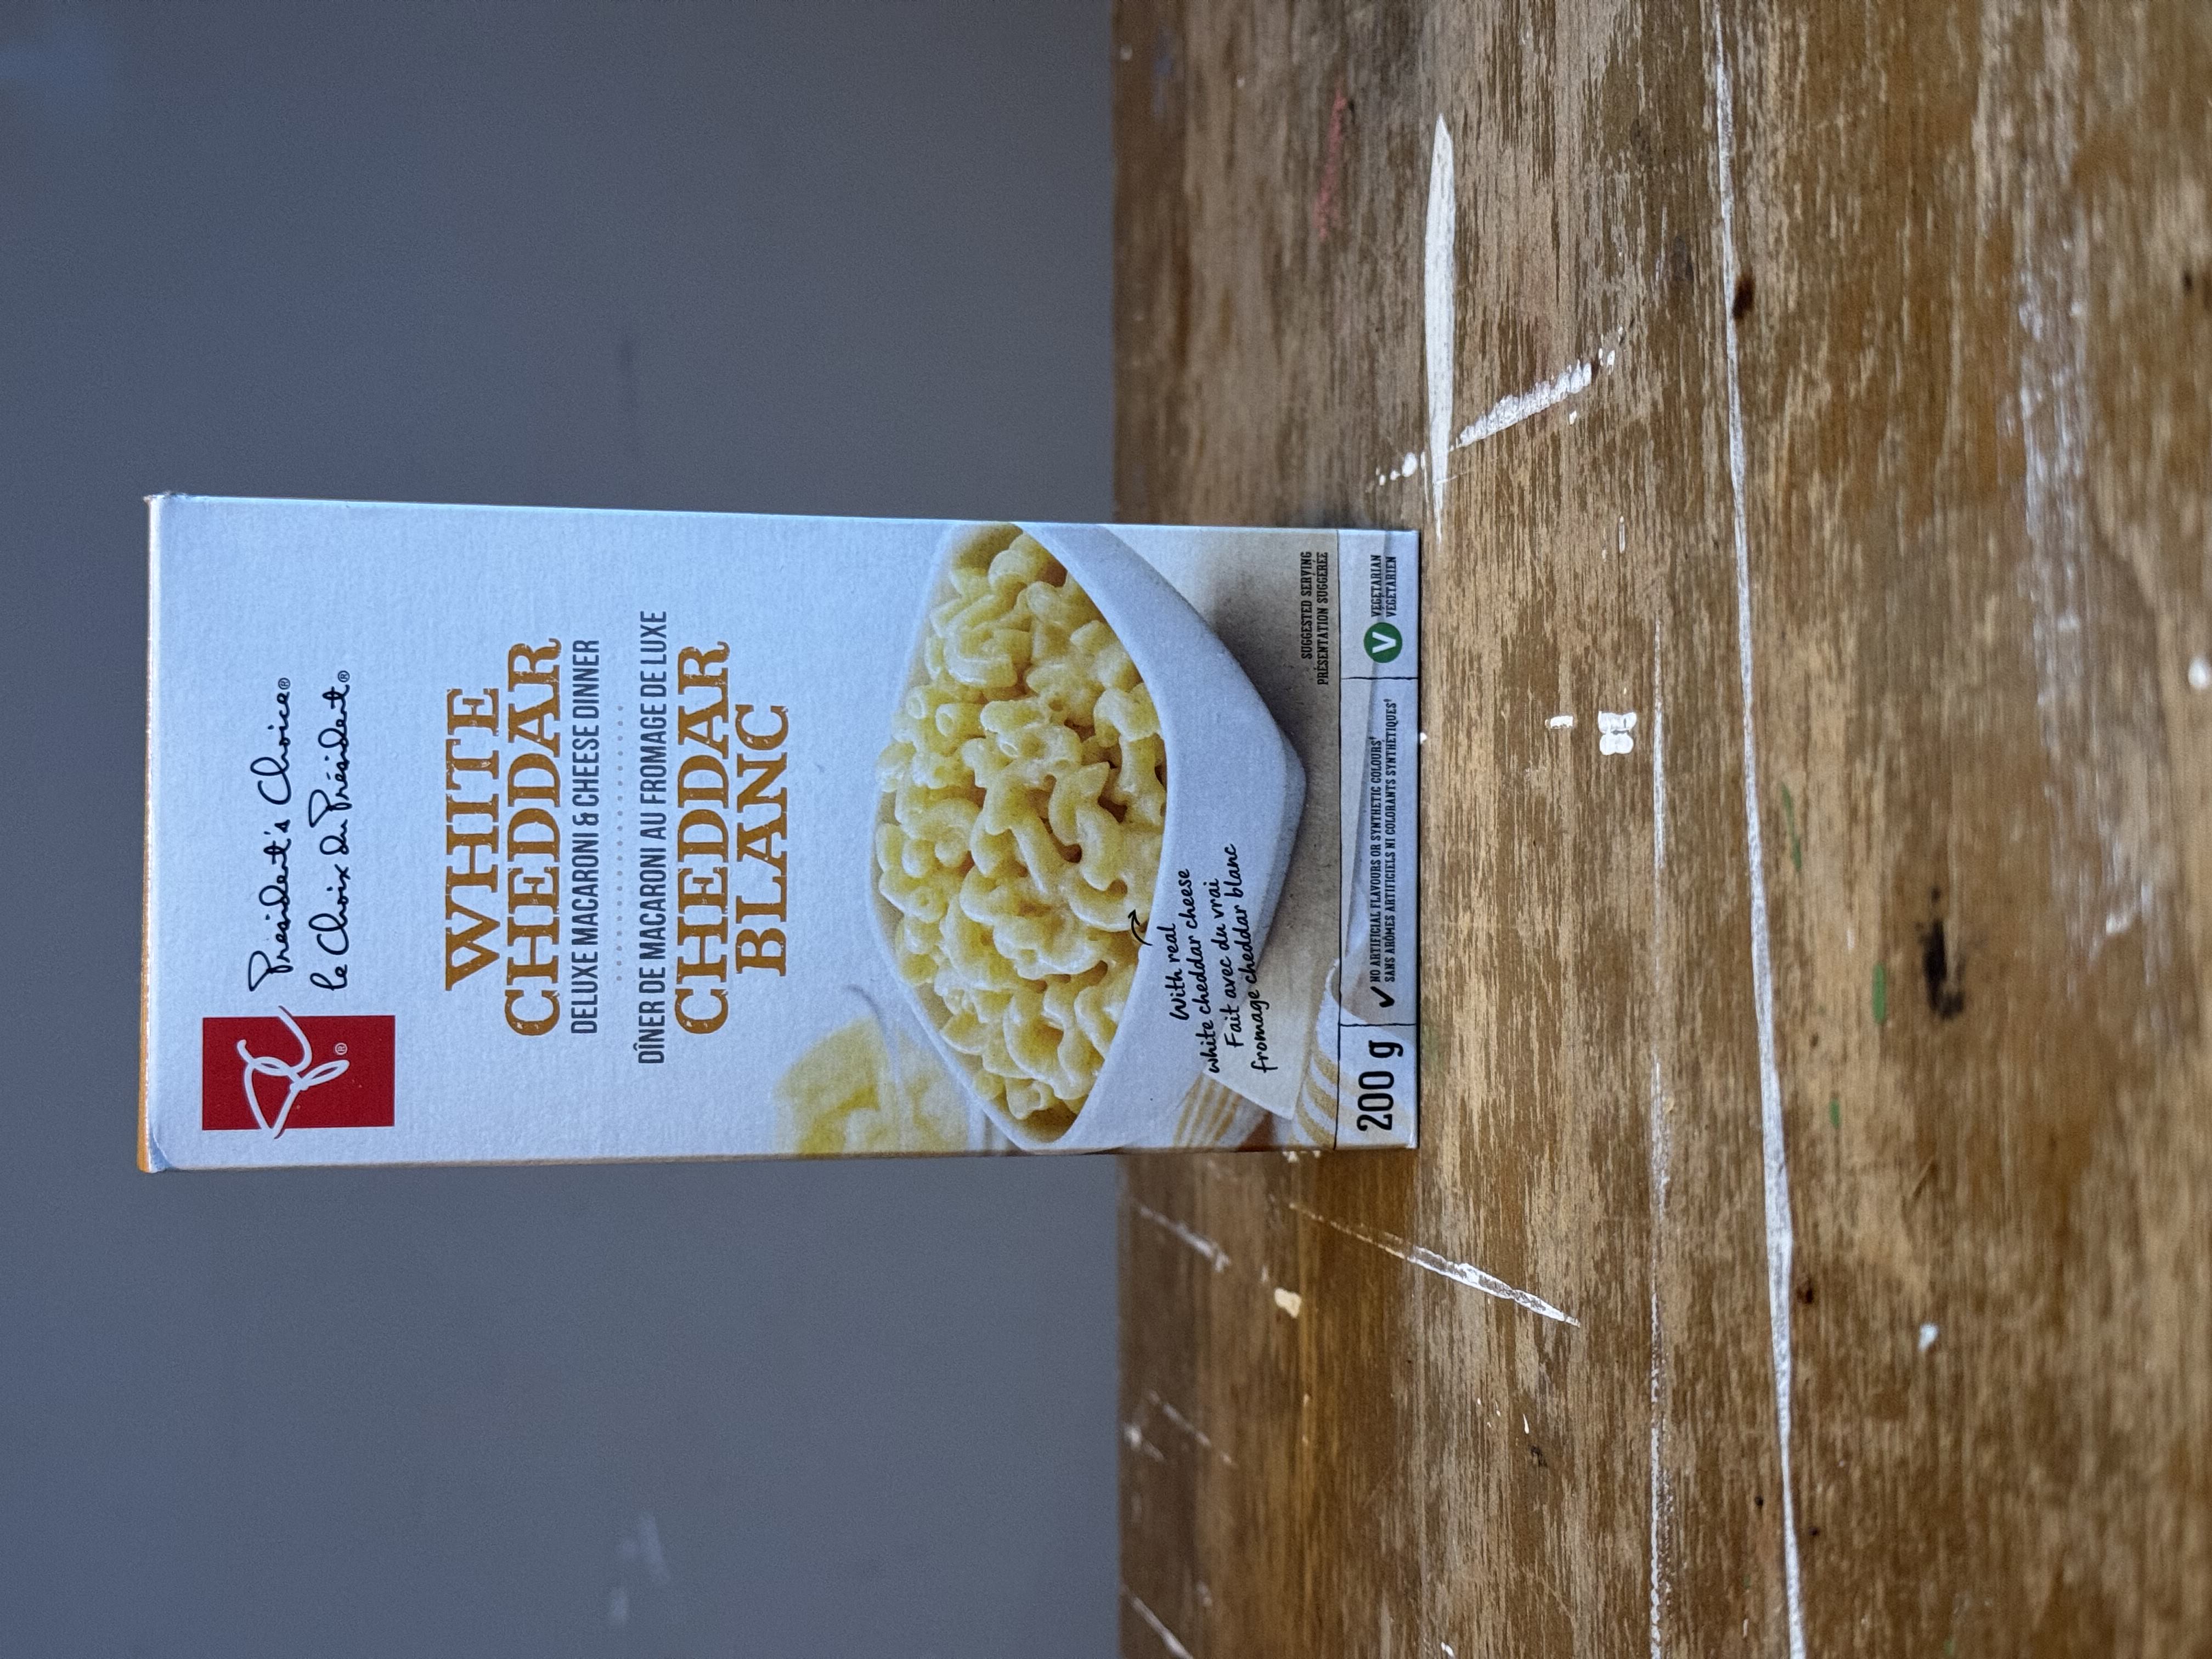 PC®
President's Choice®
le Choix du Président®
WHITE
CHEDDAR
DELUXE MACARONI & CHEESE DINNER
DÎNER DE MACARONI AU FROMAGE DE LUXE
CHEDDAR
BLANC
With real
white cheddar cheese
Fait avec du vrai
fromage cheddar blanc
SUGGESTED SERVING
PRÉSENTATION SUGGÉRÉE
200 g
✓ NO ARTIFICIAL FLAVOURS OR SYNTHETIC COLOURS†
SANS ARÔMES ARTIFICIELS NI COLORANTS SYNTHÉTIQUES†
V
VEGETARIAN
VÉGÉTARIEN